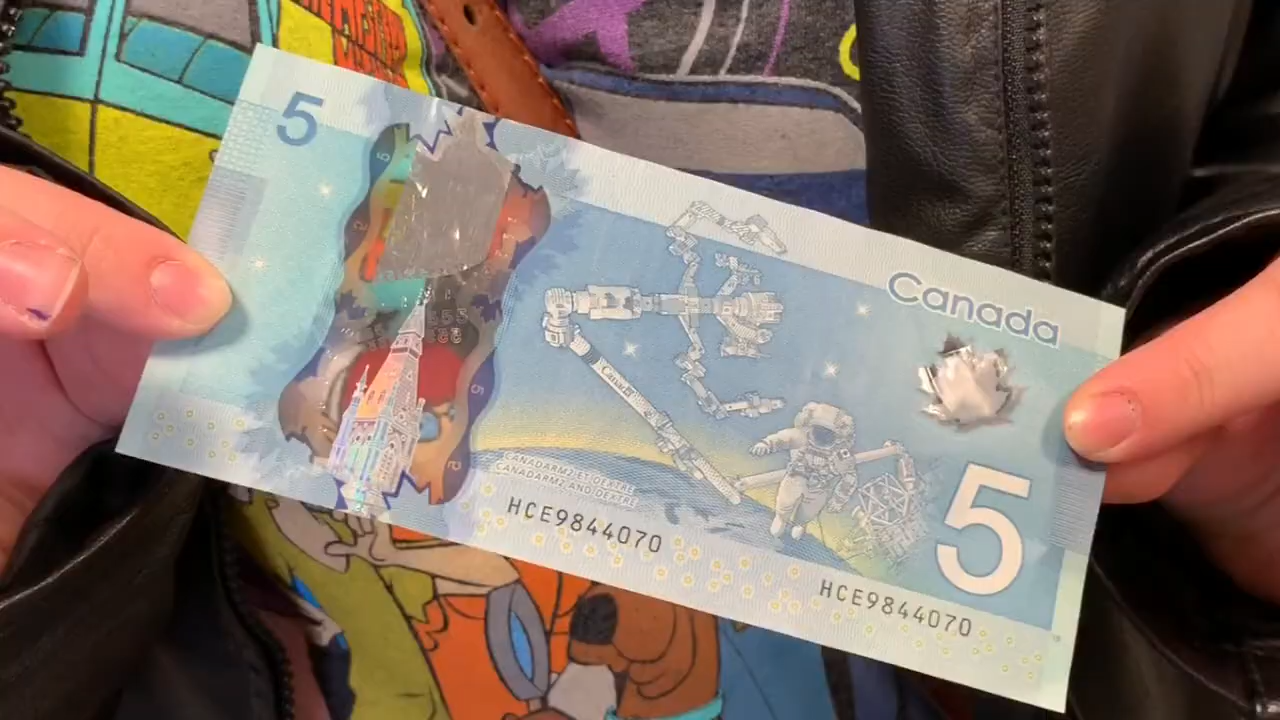 5
Canada
Canada
5
CANADARM2 ET DEXTRE
CANADARM2 AND DEXTRE
HCE9844070
HCE9844070